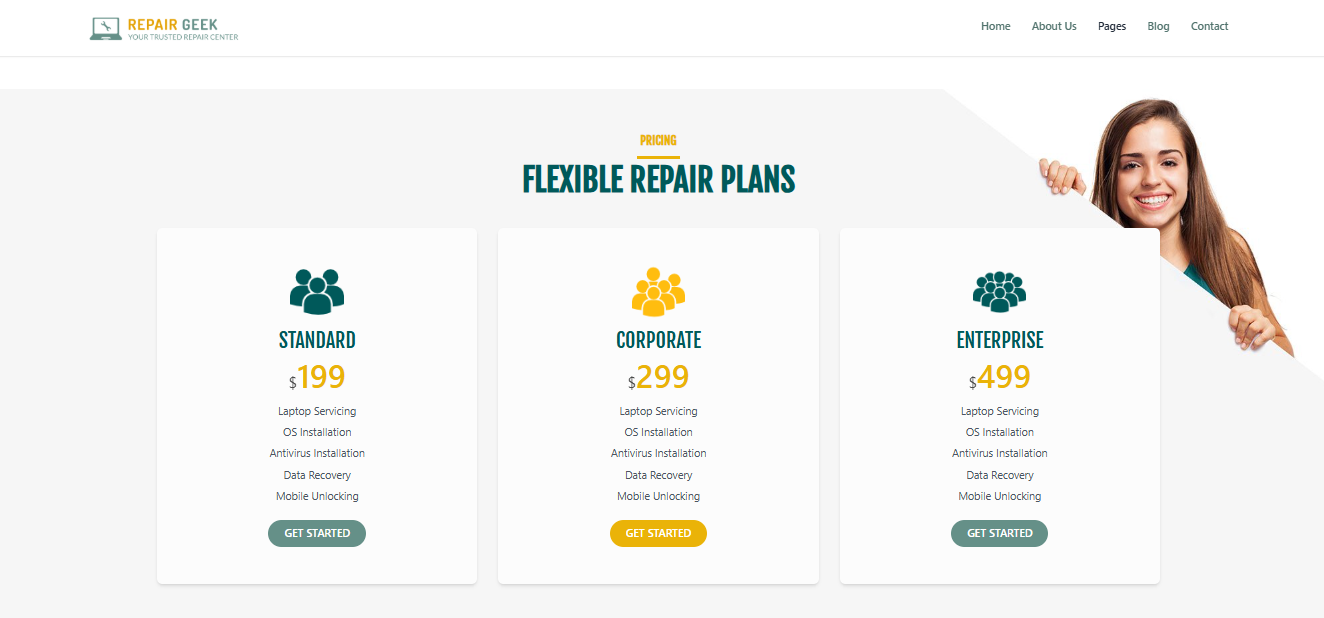 REPAIR GEEK
YOUR TRUSTED REPAIR CENTER
Home About Us Pages Blog Contact
PRICING
FLEXIBLE REPAIR PLANS
STANDARD
$199
Laptop Servicing
OS Installation
Antivirus Installation
Data Recovery
Mobile Unlocking
GET STARTED
CORPORATE
$299
Laptop Servicing
OS Installation
Antivirus Installation
Data Recovery
Mobile Unlocking
GET STARTED
ENTERPRISE
$499
Laptop Servicing
OS Installation
Antivirus Installation
Data Recovery
Mobile Unlocking
GET STARTED